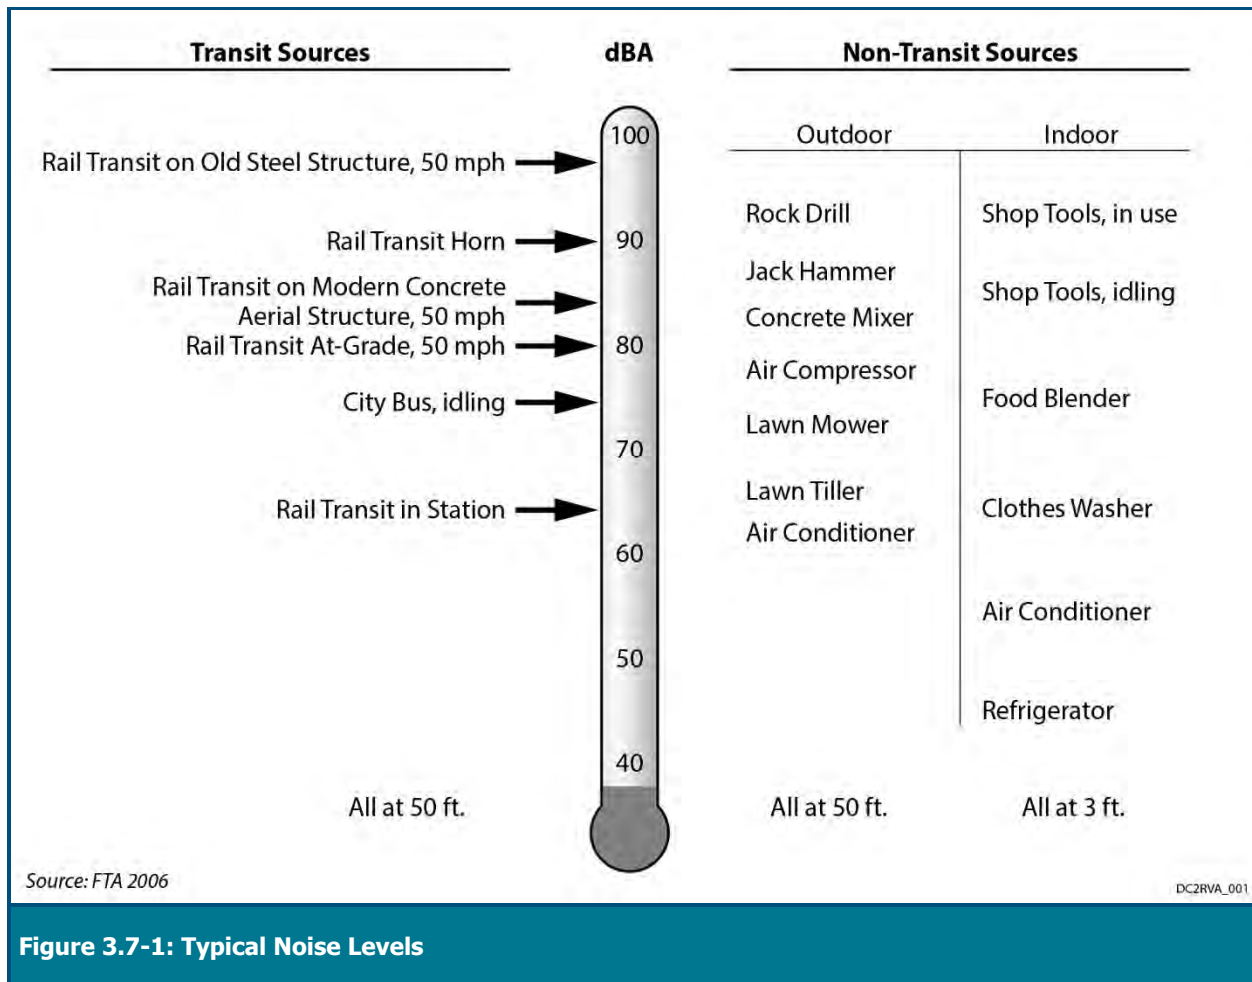 Transit Sources
dBA
Non-Transit Sources
Outdoor
Indoor
100
Rail Transit on Old Steel Structure, 50 mph
Rock Drill
Shop Tools, in use
Rail Transit Horn
90
Jack Hammer
Rail Transit on Modern Concrete
Aerial Structure, 50 mph
Shop Tools, idling
Concrete Mixer
Rail Transit At-Grade, 50 mph
80
Air Compressor
City Bus, idling
Food Blender
Lawn Mower
70
Lawn Tiller
Rail Transit in Station
Clothes Washer
Air Conditioner
60
Air Conditioner
50
Refrigerator
40
All at 50 ft.
All at 50 ft.
All at 3 ft.
Source: FTA 2006
DC2RVA_001
Figure 3.7-1: Typical Noise Levels